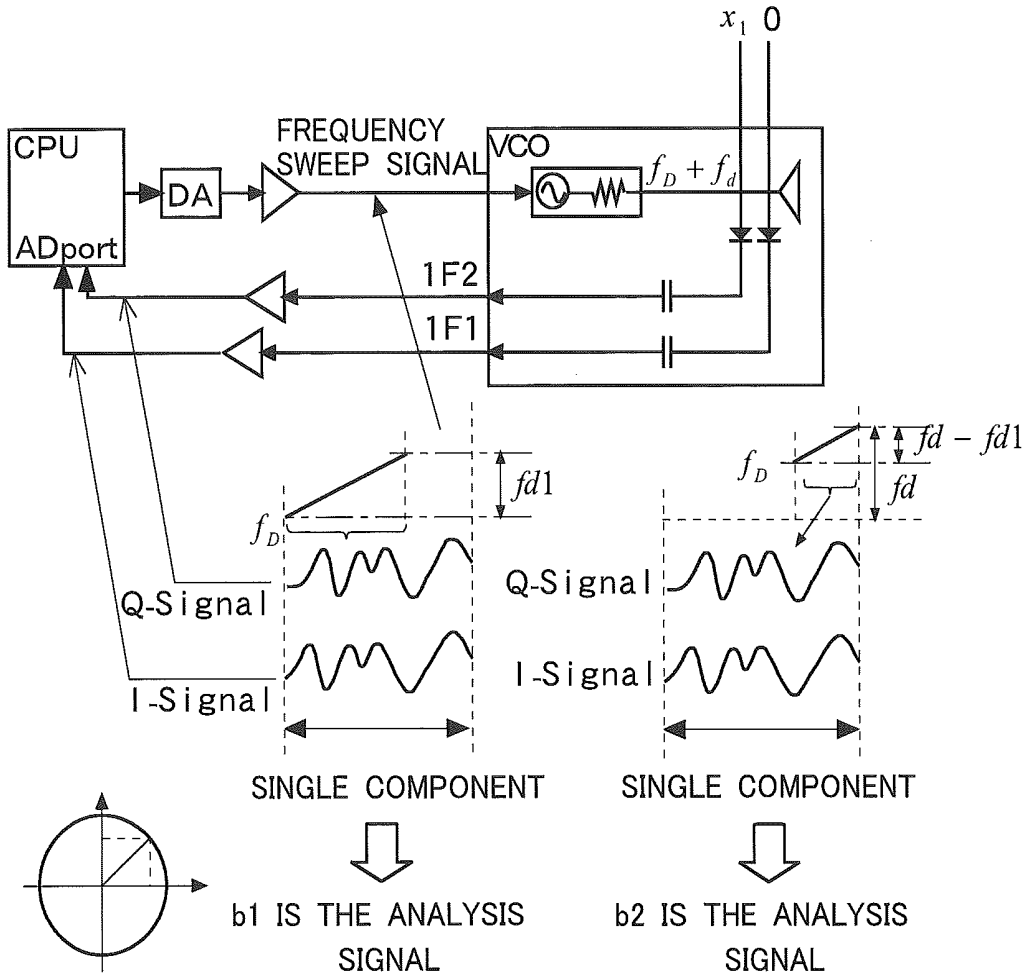 x1 0
FREQUENCY
SWEEP SIGNAL
CPU
DA
VCO
fD + fd
ADport
1F2
1F1
fd1
fD
Q-Signal
I-Signal
fd - fd1
fD
fd
Q-Signal
I-Signal
SINGLE COMPONENT
SINGLE COMPONENT
b1 IS THE ANALYSIS
SIGNAL
b2 IS THE ANALYSIS
SIGNAL